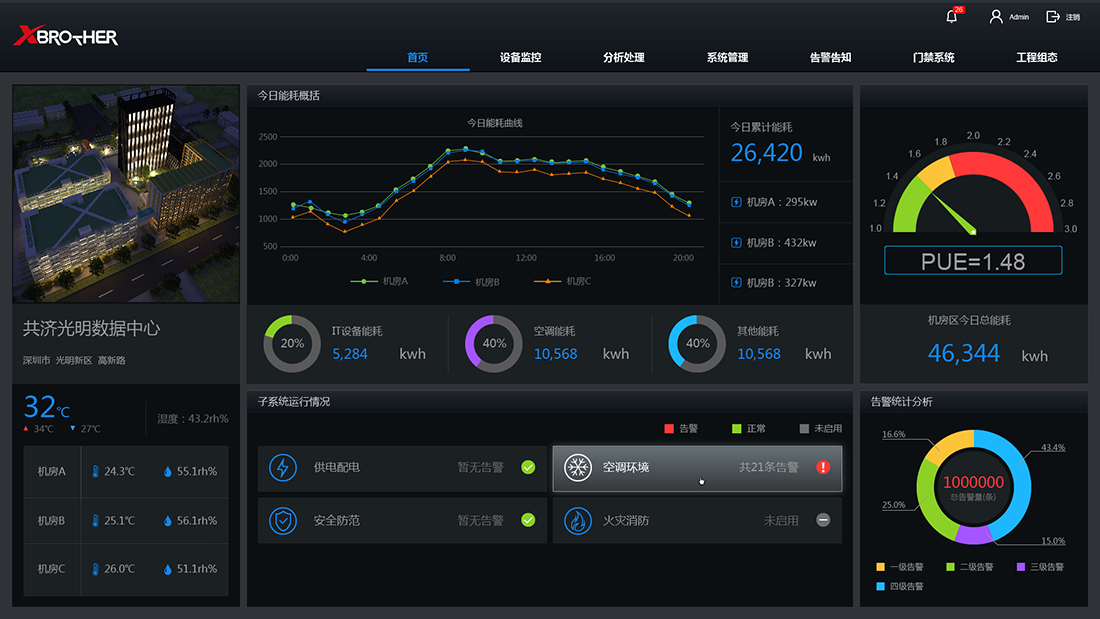 XBROTHER
26
Admin
注销
首页
设备监控
分析处理
系统管理
告警告知
门禁系统
工程组态
共济光明数据中心
深圳市 光明新区 高新路
32℃
34℃
27℃
湿度：43.2rh%
机房A
24.3℃
55.1rh%
机房B
25.1℃
56.1rh%
机房C
26.0℃
51.1rh%
今日能耗概括
今日能耗曲线
2500
2000
1500
1000
500
0:00
4:00
8:00
12:00
16:00
20:00
机房A
机房B
机房C
今日累计能耗
26,420 kwh
机房A：295kw
机房B：432kw
机房B：327kw
20%
IT设备能耗
5,284 kwh
40%
空调能耗
10,568 kwh
40%
其他能耗
10,568 kwh
子系统运行情况
告警
正常
未启用
供电配电
暂无告警
空调环境
共21条告警
安全防范
暂无告警
火灾消防
未启用
1.0
1.2
1.4
1.6
1.8
2.0
2.2
2.4
2.6
2.8
3.0
PUE=1.48
机房区今日总能耗
46,344 kwh
告警统计分析
16.6%
43.4%
25.0%
15.0%
1000000
总告警量(条)
一级告警
二级告警
三级告警
四级告警